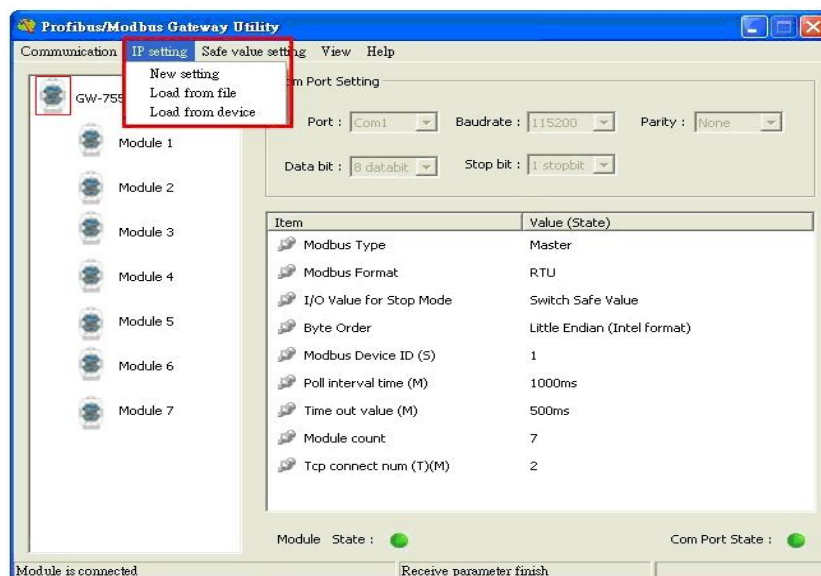 Profibus/Modbus Gateway Utility
Communication IP setting Safe value setting View Help
New setting
Load from file
Load from device
GW-755
Module 1
Module 2
Module 3
Module 4
Module 5
Module 6
Module 7
m Port Setting
Port : Com1 Baudrate : 115200 Parity : None
Data bit : 8 databit Stop bit : 1 stopbit
Item Value (State)
Modbus Type Master
Modbus Format RTU
I/O Value for Stop Mode Switch Safe Value
Byte Order Little Endian (Intel format)
Modbus Device ID (S) 1
Poll interval time (M) 1000ms
Time out value (M) 500ms
Module count 7
Tcp connect num (T)(M) 2
Module State : Com Port State :
Module is connected Receive parameter finish